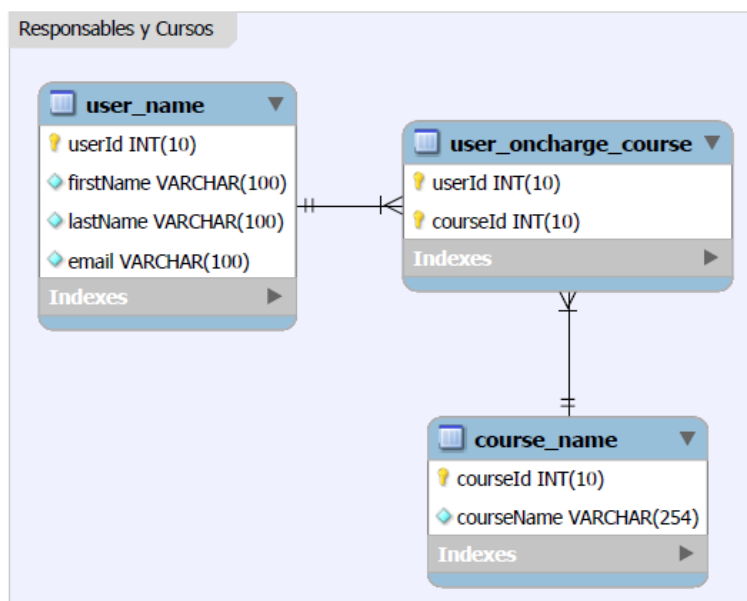 Responsables y Cursos
user_name
userId INT(10)
firstName VARCHAR(100)
lastName VARCHAR(100)
email VARCHAR(100)
Indexes
user_oncharge_course
userId INT(10)
courseId INT(10)
Indexes
course_name
courseId INT(10)
courseName VARCHAR(254)
Indexes